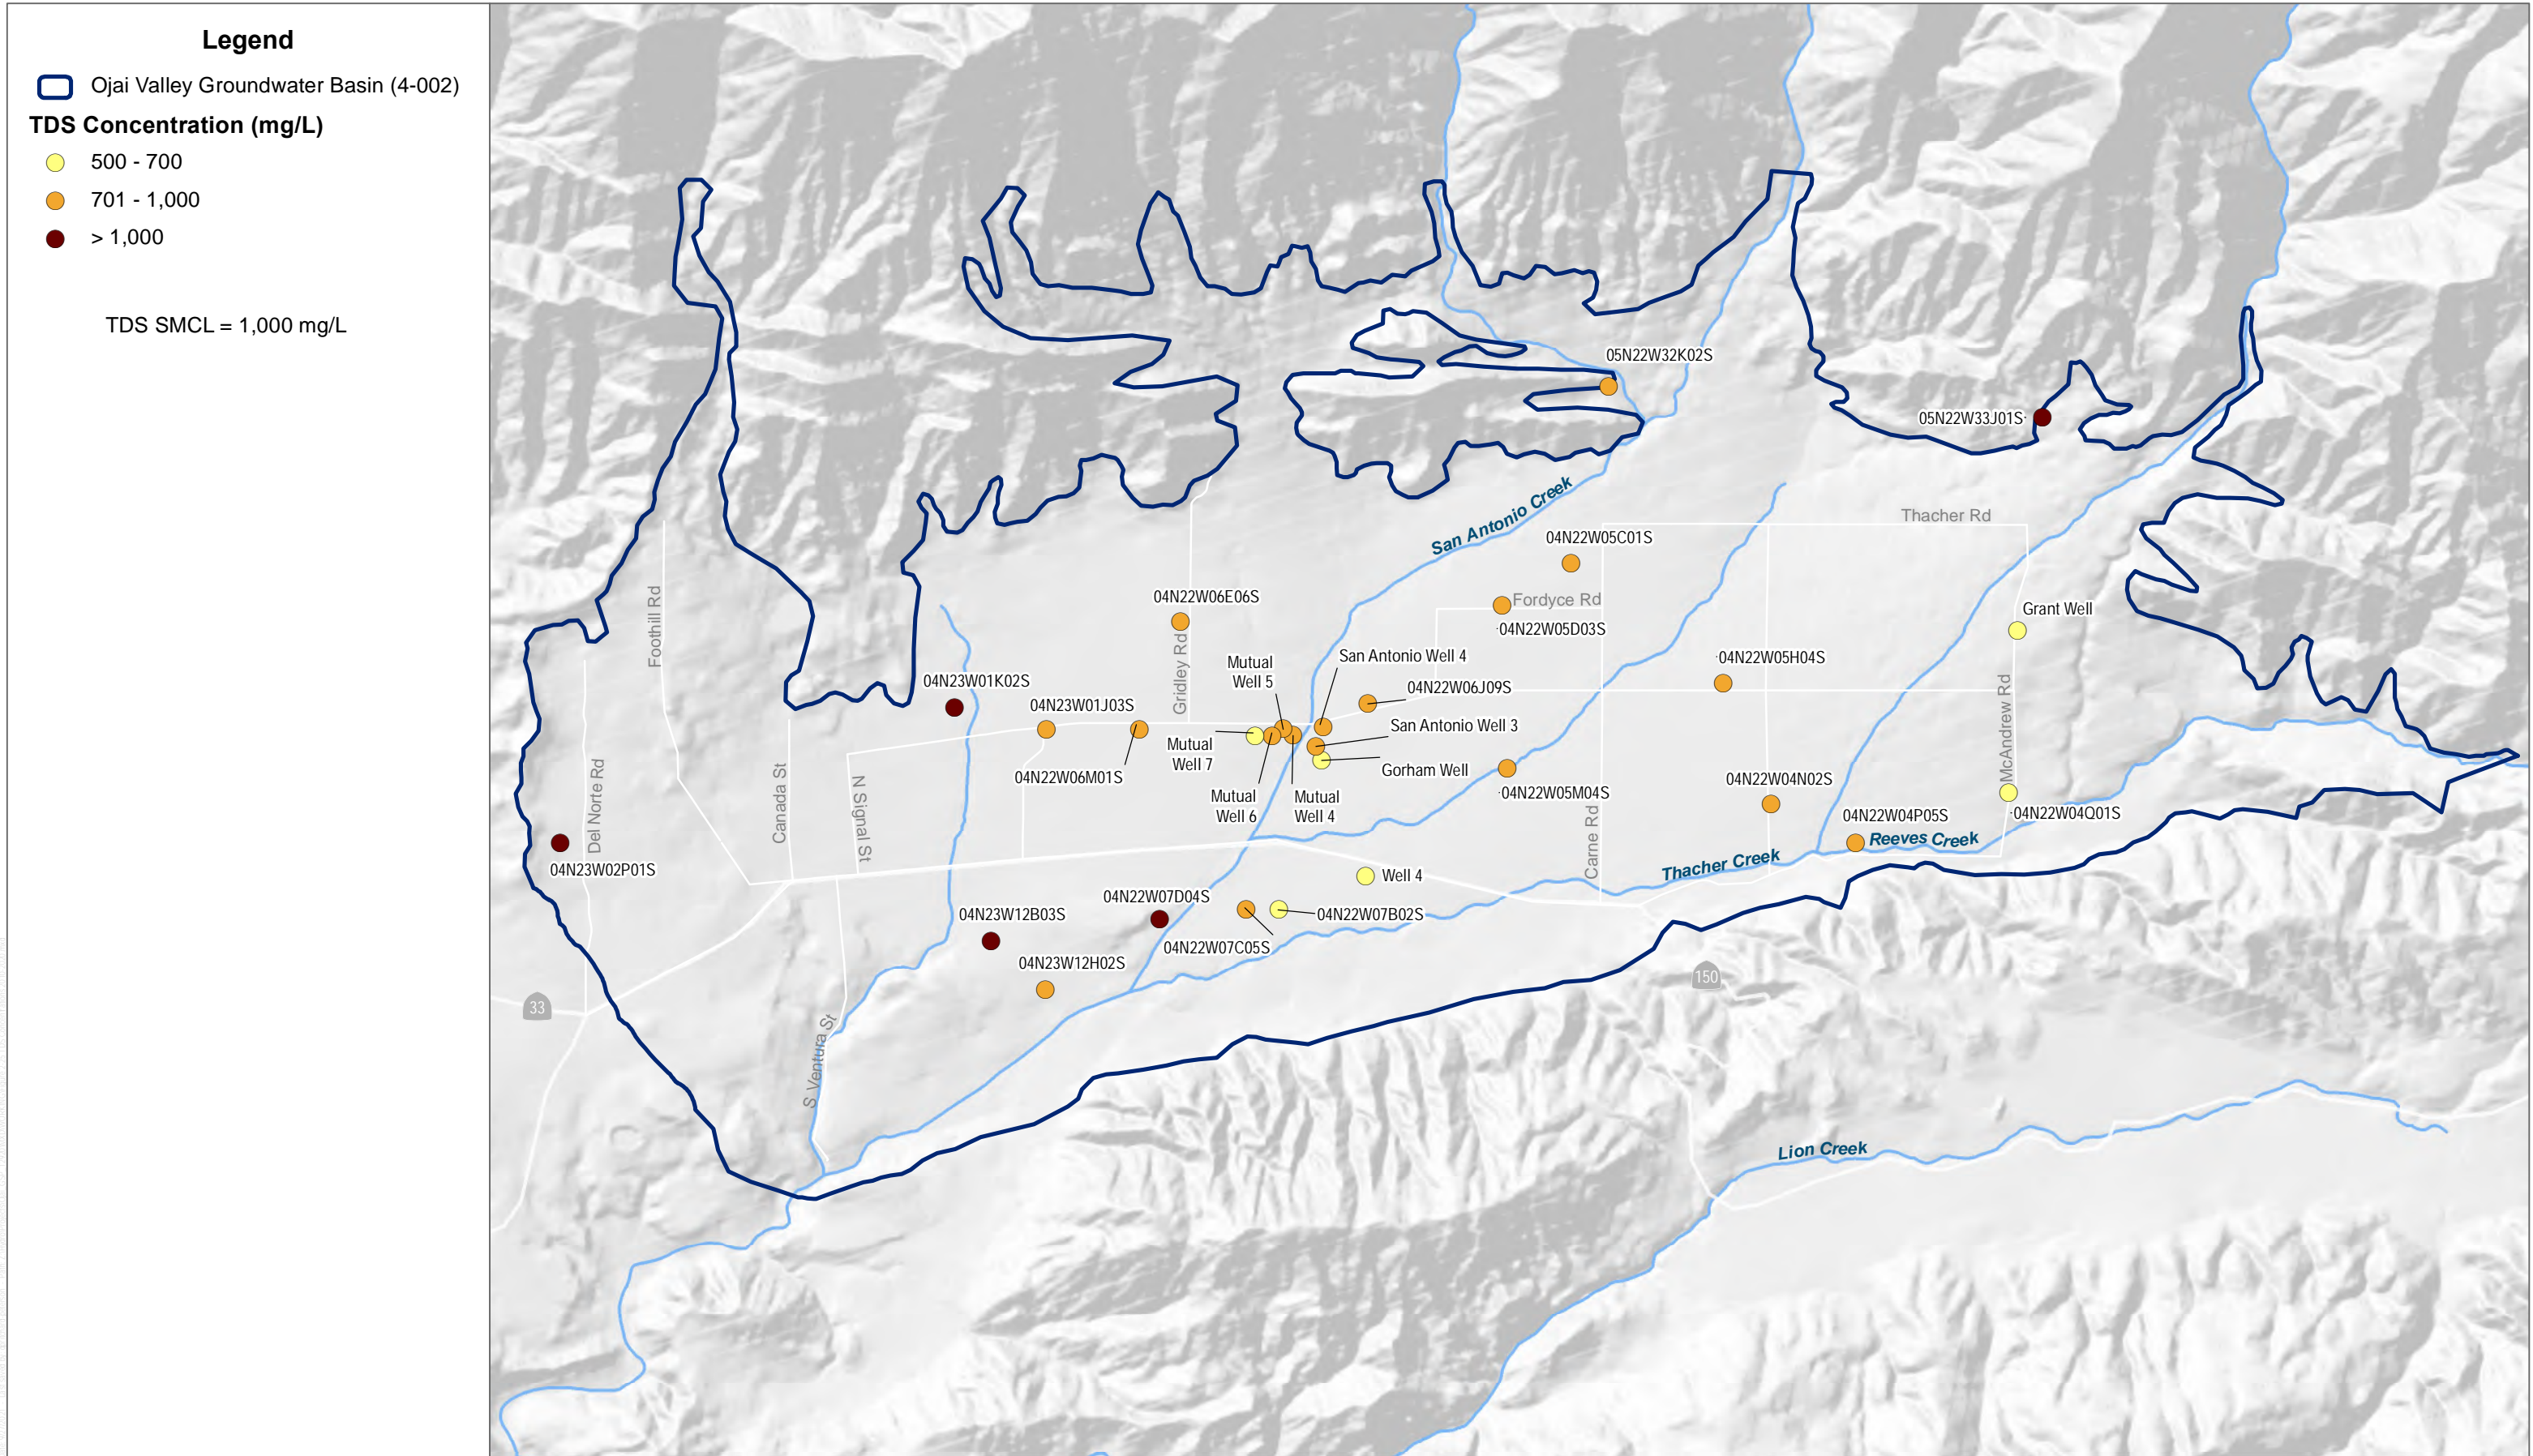 Legend
Ojai Valley Groundwater Basin (4-002)
TDS Concentration (mg/L)
500 - 700
701 - 1,000
> 1,000
TDS SMCL = 1,000 mg/L
05N22W32K02S
05N22W33J01S
San Antonio Creek
Thacher Rd
04N22W05C01S
Foothill Rd
04N22W06E06S
Fordyce Rd
Grant Well
04N22W05D03S
Gridley Rd
San Antonio Well 4
Mutual
Well 5
04N22W05H04S
04N23W01K02S
04N22W06J09S
McAndrew Rd
04N23W01J03S
San Antonio Well 3
Mutual
Well 7
Gorham Well
04N22W06M01S
04N22W04N02S
04N22W05M04S
Mutual
Well 6
Mutual
Well 4
Del Norte Rd
Canada St
N Signal St
Carne Rd
04N22W04P05S
04N22W04Q01S
Reeves Creek
Thacher Creek
04N23W02P01S
Well 4
04N22W07D04S
04N23W12B03S
04N22W07B02S
04N22W07C05S
04N23W12H02S
150
33
S Ventura St
Lion Creek